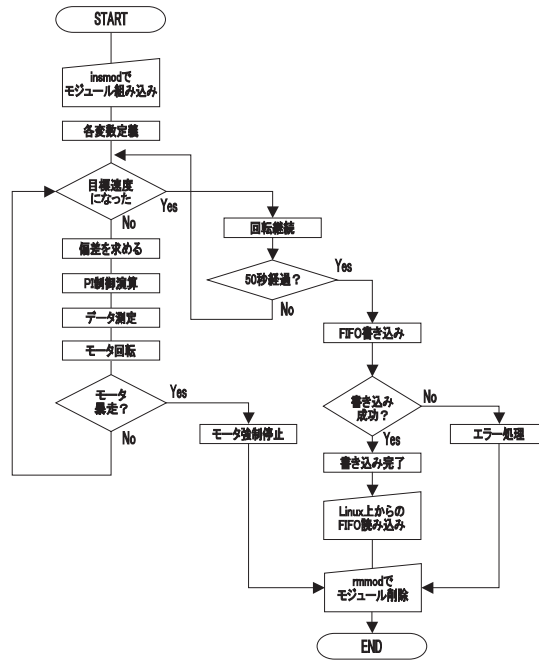 START
insmodで
モジュール組み込み
各変数定義
目標速度
になった
Yes
No
偏差を求める
PI制御演算
データ測定
モータ回転
モータ
暴走？
Yes
No
モータ強制停止
回転継続
50秒経過？
Yes
No
FIFO書き込み
書き込み
成功？
No
Yes
エラー処理
書き込み完了
Linux上からの
FIFO読み込み
rmmodで
モジュール削除
END